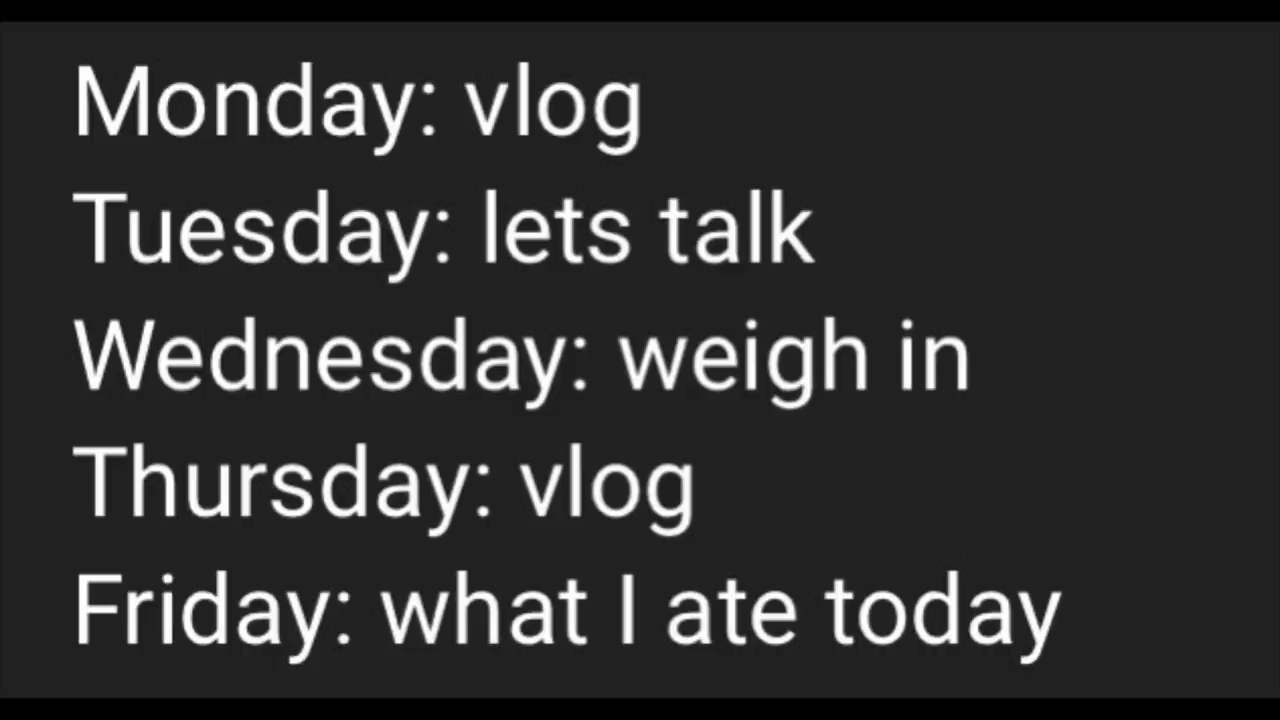 Monday: vlog
Tuesday: lets talk
Wednesday: weigh in
Thursday: vlog
Friday: what I ate today